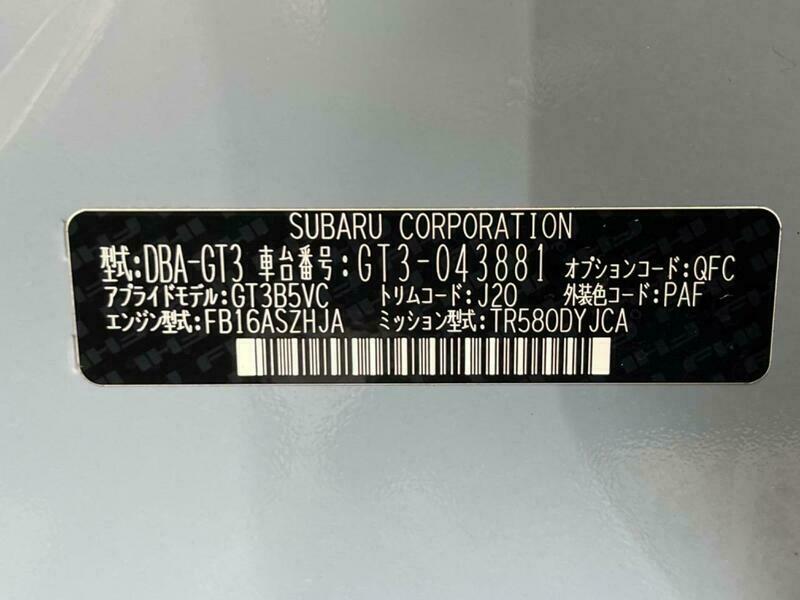 SUBARU CORPORATION
型式:DBA-GT3 車台番号:GT3-043881 オプションコード:QFC
アプライドモデル:GT3B5VC トリムコード:J20 外装色コード:PAF
エンジン型式:FB16ASZHJA ミッション型式:TR580DYJCA